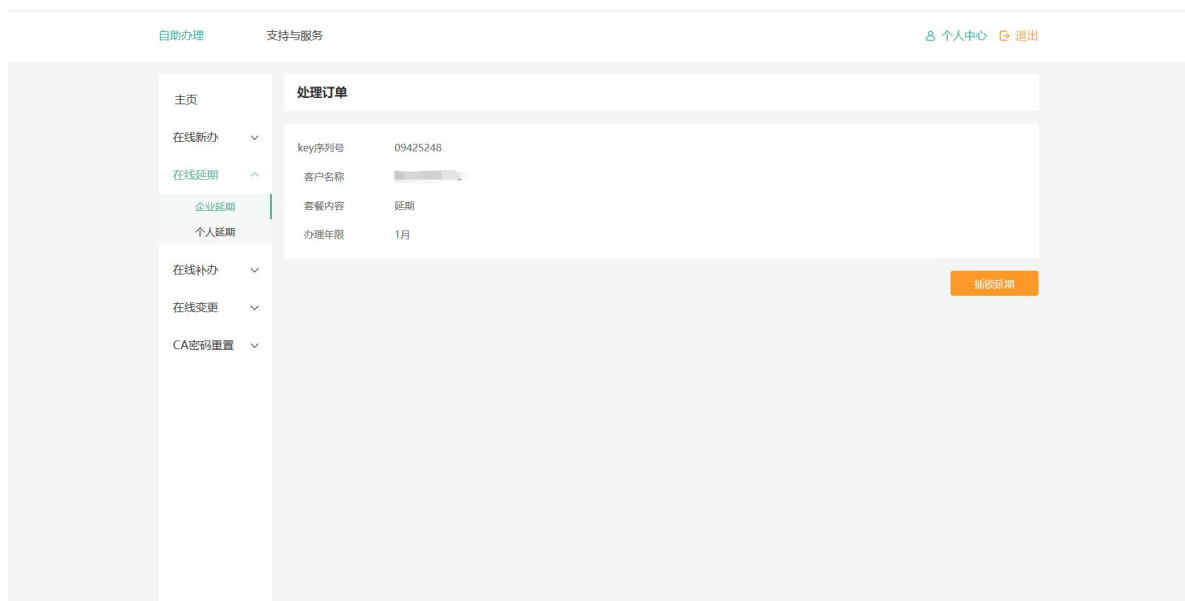 自助办理 支持与服务 个人中心 退出
主页
在线新办
在线延期
企业延期
个人延期
在线补办
在线变更
CA密码重置
处理订单
key序列号 09425248
客户名称
套餐内容 延期
办理年限 1月
插锁延期